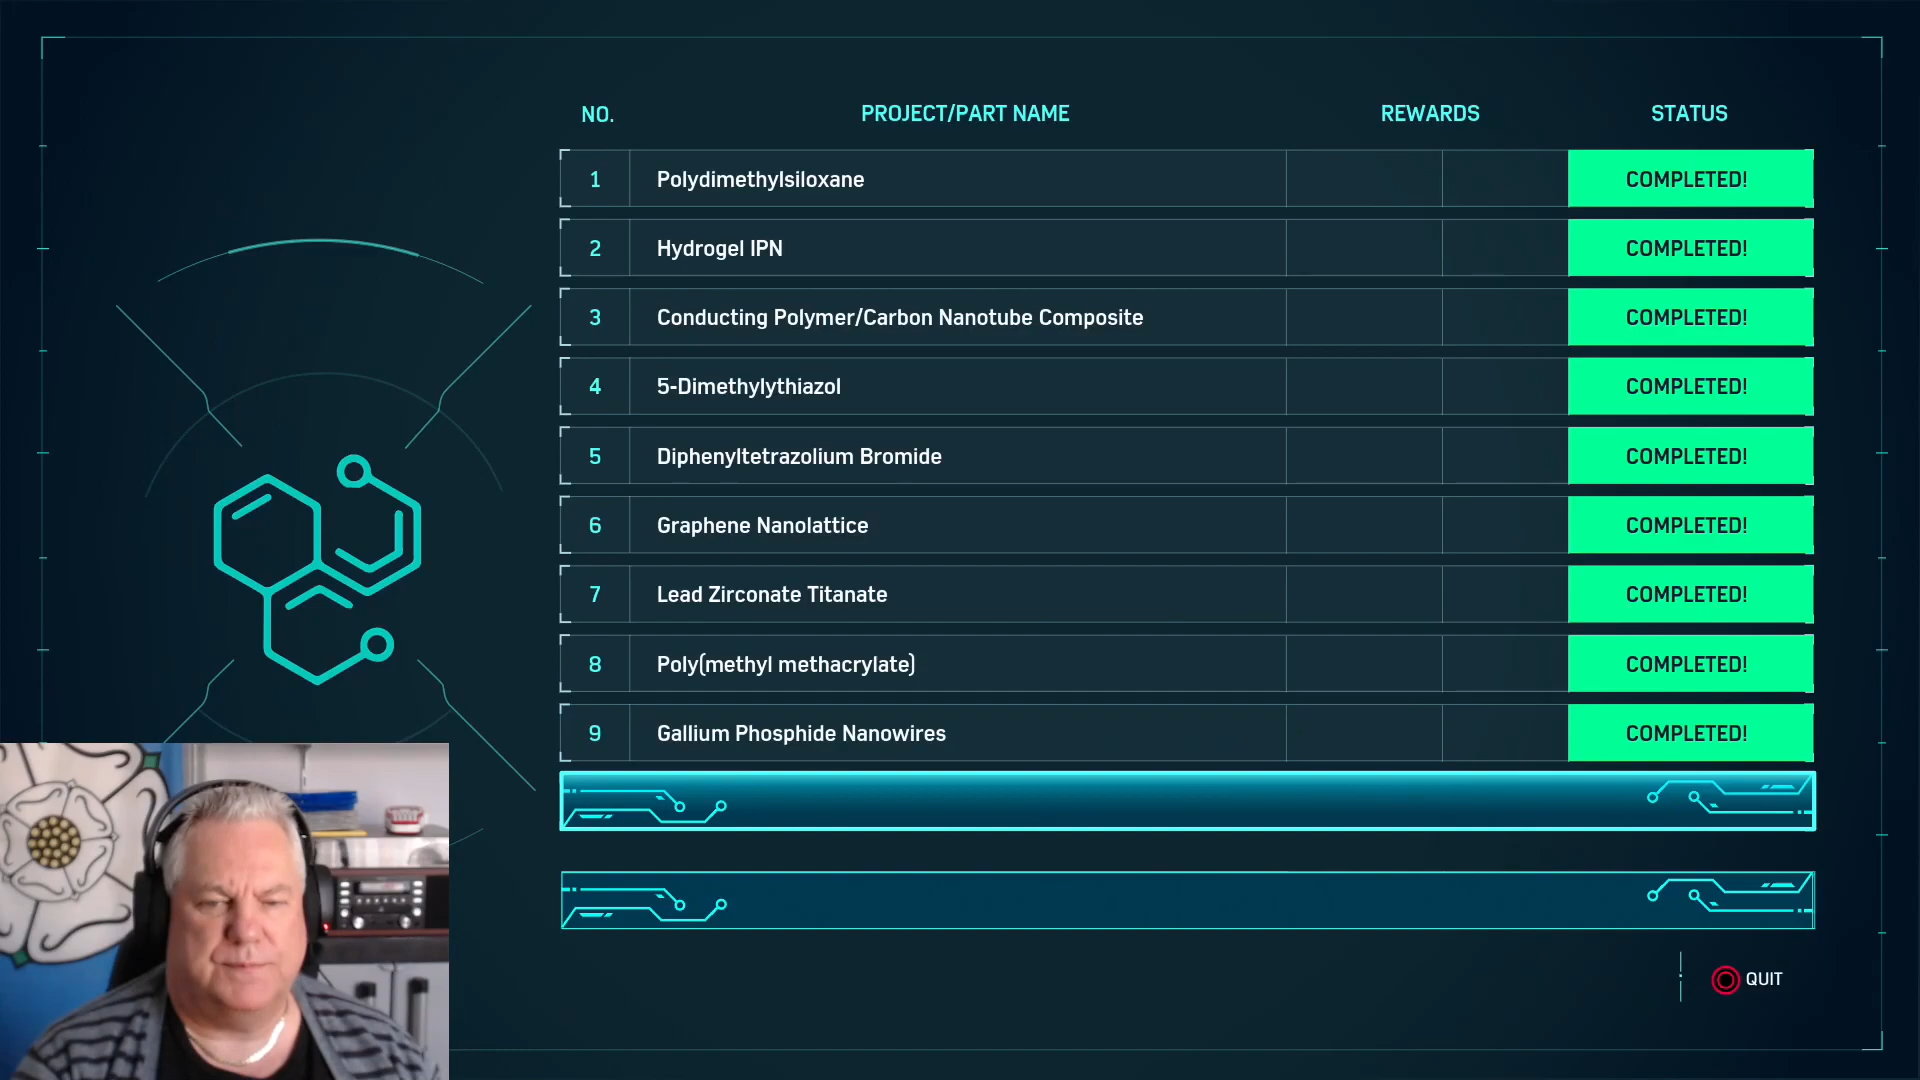 NO. PROJECT/PART NAME REWARDS STATUS
1 Polydimethylsiloxane COMPLETED!
2 Hydrogel IPN COMPLETED!
3 Conducting Polymer/Carbon Nanotube Composite COMPLETED!
4 5-Dimethylythiazol COMPLETED!
5 Diphenyltetrazolium Bromide COMPLETED!
6 Graphene Nanolattice COMPLETED!
7 Lead Zirconate Titanate COMPLETED!
8 Poly(methyl methacrylate) COMPLETED!
9 Gallium Phosphide Nanowires COMPLETED!
QUIT